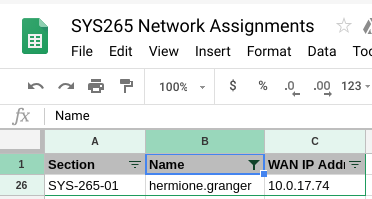 SYS265 Network Assignments
File Edit View Insert Format Data
100% $ % .0 .00 123
fx Name
A B C
1 Section Name WAN IP Addr
26 SYS-265-01 hermione.granger 10.0.17.74